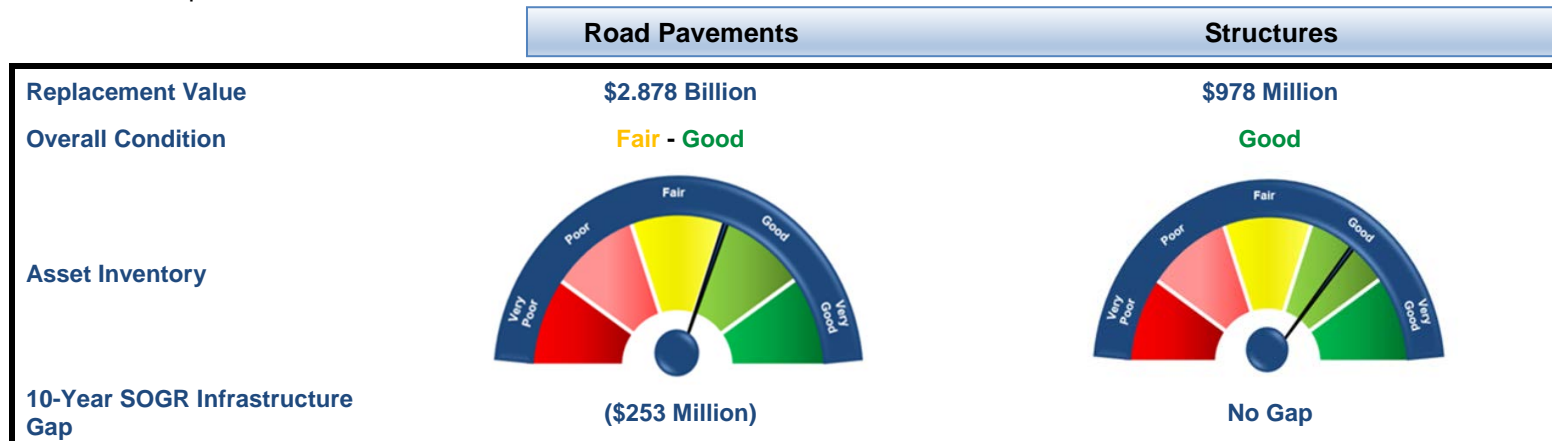 Road Pavements Structures
Replacement Value $2.878 Billion $978 Million
Overall Condition Fair - Good Good
Fair Fair
Poor Good Poor Good
Asset Inventory
Very Poor Very Good Very Poor Very Good
10-Year SOGR Infrastructure
Gap ($253 Million) No Gap